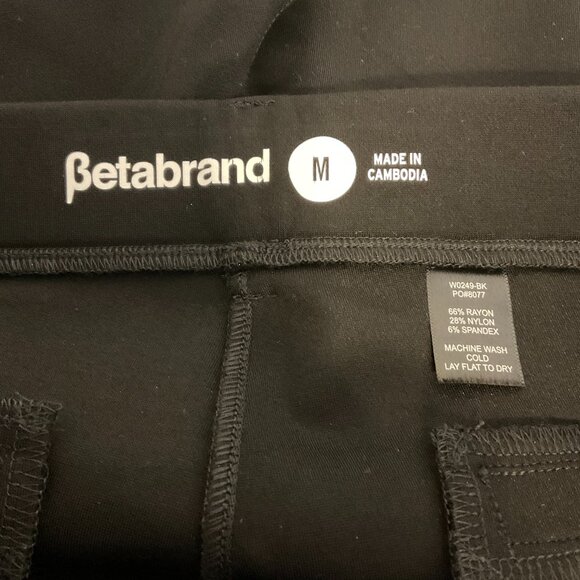 βetabrand
M
MADE IN
CAMBODIA
W0249-BK
PO#8077
66% RAYON
28% NYLON
6% SPANDEX
MACHINE WASH
COLD
LAY FLAT TO DRY